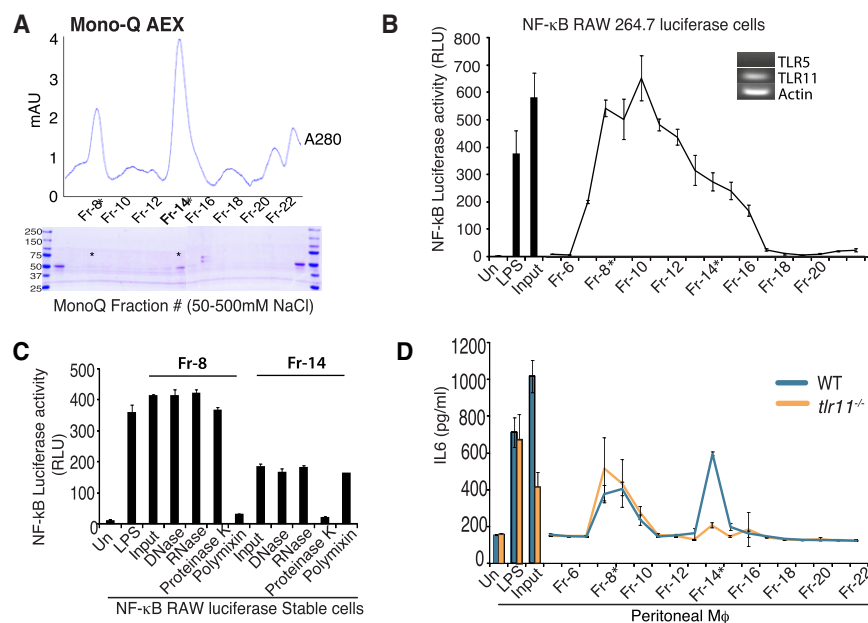 A
Mono-Q AEX
4
3
2
1
0
mAU
A280
Fr-8*
Fr-10
Fr-12
Fr-14*
Fr-16
Fr-18
Fr-20
Fr-22
250
150
75
50
37
25
*
*
MonoQ Fraction # (50-500mM NaCl)
B
NF-κB RAW 264.7 luciferase cells
NF-kB Luciferase activity (RLU)
800
700
600
500
400
300
200
100
0
TLR5
TLR11
Actin
Un
LPS
Input
Fr-6
Fr-8*
Fr-10
Fr-12
Fr-14*
Fr-16
Fr-18
Fr-20
C
NF-kB Luciferase activity
(RLU)
500
400
300
200
100
0
Fr-8
Fr-14
Un
LPS
Input
DNase
RNase
Proteinase K
Polymixin
Input
DNase
RNase
Proteinase K
Polymixin
NF-κB RAW luciferase Stable cells
D
IL6 (pg/ml)
1200
1000
800
600
400
200
0
WT
tlr11-/-
Un
LPS
Input
Fr-6
Fr-8*
Fr-10
Fr-12
Fr-14*
Fr-16
Fr-18
Fr-20
Fr-22
Peritoneal Mφ